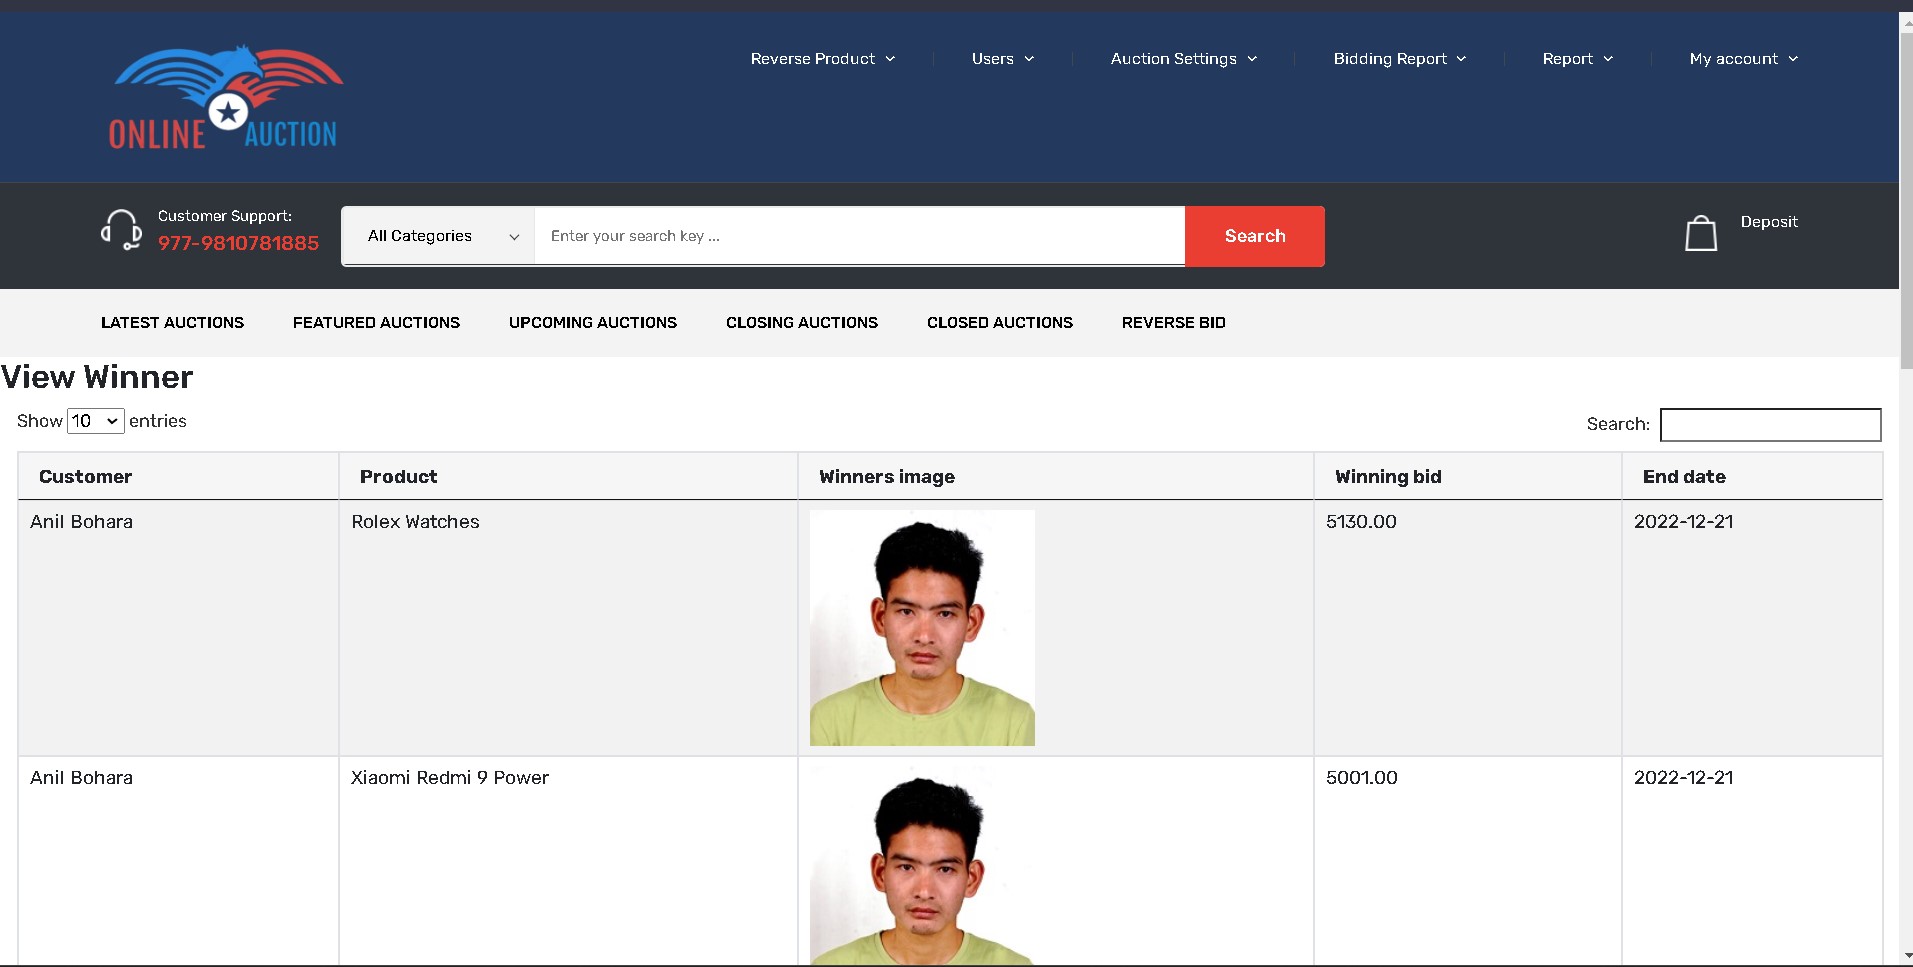 Reverse Product Users Auction Settings Bidding Report Report My account
ONLINE AUCTION
Customer Support:
977-9810781885
All Categories Enter your search key ... Search
Deposit
LATEST AUCTIONS FEATURED AUCTIONS UPCOMING AUCTIONS CLOSING AUCTIONS CLOSED AUCTIONS REVERSE BID
View Winner
Show 10 entries Search:
Customer Product Winners image Winning bid End date
Anil Bohara Rolex Watches 5130.00 2022-12-21
Anil Bohara Xiaomi Redmi 9 Power 5001.00 2022-12-21